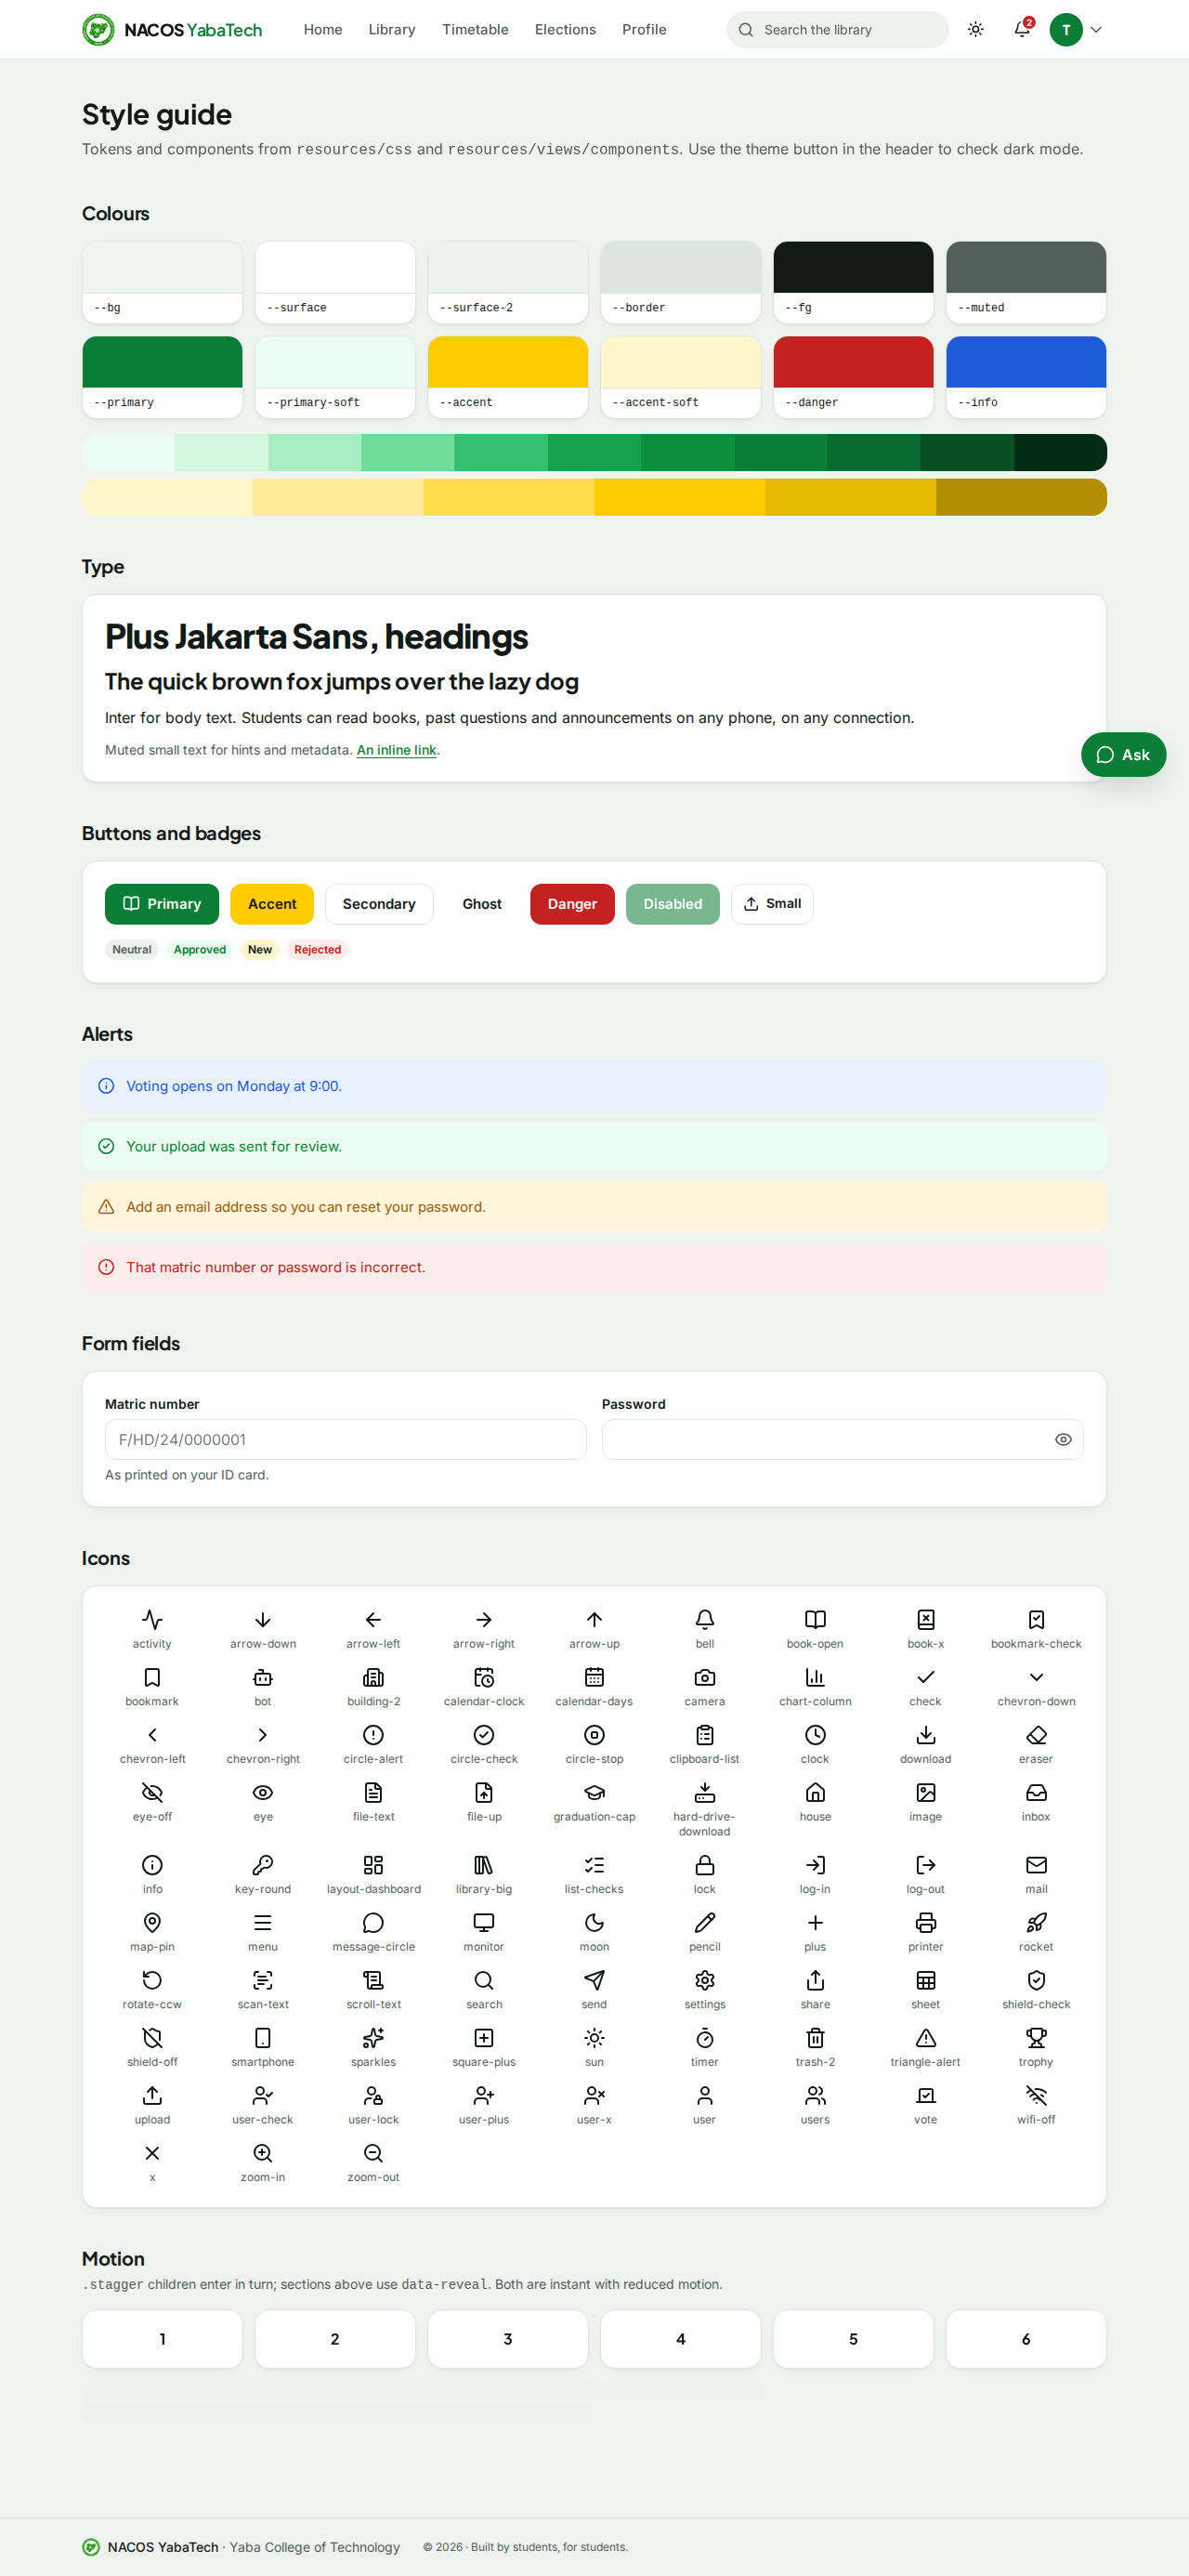 NACOS YabaTech Home Library Timetable Elections Profile Search the library 2 T
Style guide
Tokens and components from resources/css and resources/views/components. Use the theme button in the header to check dark mode.
Colours
--bg --surface --surface-2 --border --fg --muted
--primary --primary-soft --accent --accent-soft --danger --info
Type
Plus Jakarta Sans, headings
The quick brown fox jumps over the lazy dog
Inter for body text. Students can read books, past questions and announcements on any phone, on any connection.
Muted small text for hints and metadata. An inline link.
Ask
Buttons and badges
Primary Accent Secondary Ghost Danger Disabled Small
Neutral Approved New Rejected
Alerts
Voting opens on Monday at 9:00.
Your upload was sent for review.
Add an email address so you can reset your password.
That matric number or password is incorrect.
Form fields
Matric number Password
F/HD/24/0000001
As printed on your ID card.
Icons
activity arrow-down arrow-left arrow-right arrow-up bell book-open book-x bookmark-check
bookmark bot building-2 calendar-clock calendar-days camera chart-column check chevron-down
chevron-left chevron-right circle-alert circle-check circle-stop clipboard-list clock download eraser
eye-off eye file-text file-up graduation-cap hard-drive-download house image inbox
info key-round layout-dashboard library-big list-checks lock log-in log-out mail
map-pin menu message-circle monitor moon pencil plus printer rocket
rotate-ccw scan-text scroll-text search send settings share sheet shield-check
shield-off smartphone sparkles square-plus sun timer trash-2 triangle-alert trophy
upload user-check user-lock user-plus user-x user users vote wifi-off
x zoom-in zoom-out
Motion
.stagger children enter in turn; sections above use data-reveal. Both are instant with reduced motion.
1 2 3 4 5 6
NACOS YabaTech · Yaba College of Technology © 2026 · Built by students, for students.